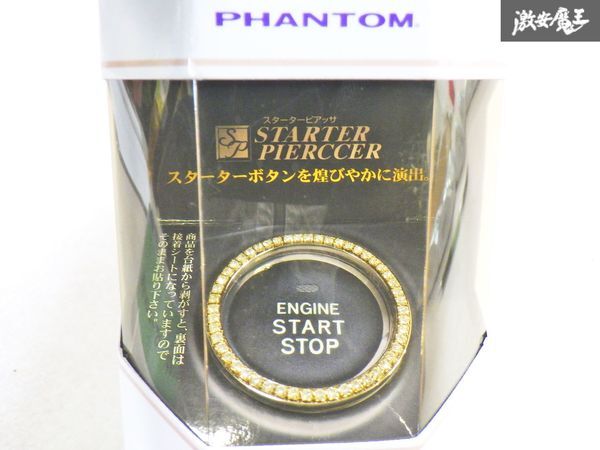 激安魔王
PHANTOM
スターターピアッサ
SP STARTER
PIERCCER
スターターボタンを煌びやかに演出。
商品を台紙から剥がすと、裏面は
接着シートになっていますので
そのままお貼り下さい。
ENGINE
START
STOP